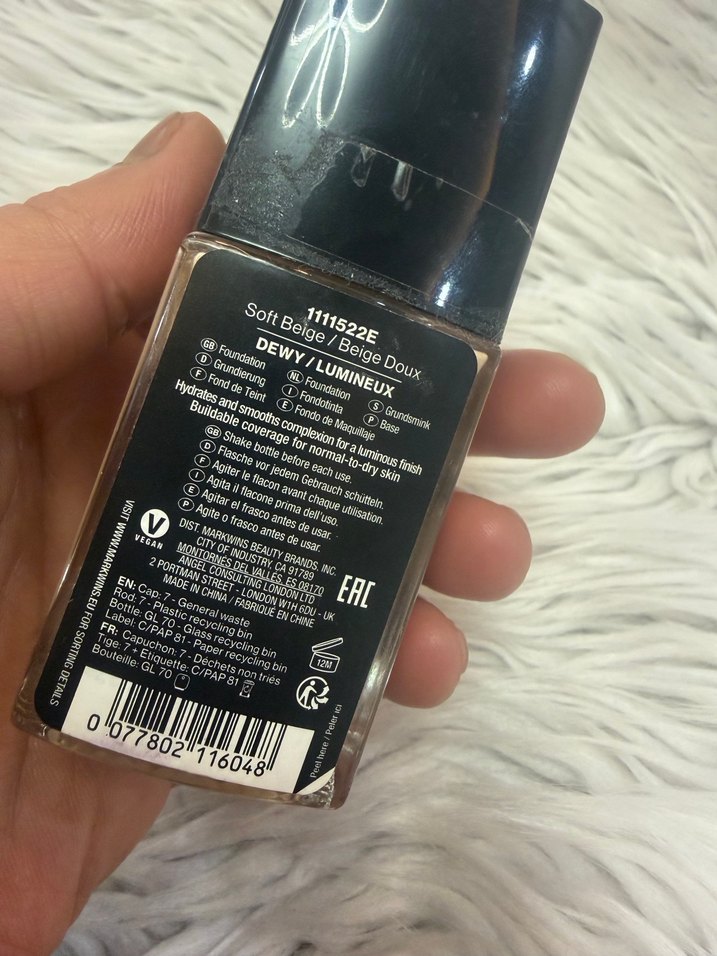 1111522E
Soft Beige / Beige Doux
DEWY / LUMINEUX
GB Foundation NL Foundation S Grundsmink
D Grundierung I Fondotinta P Base
F Fond de Teint E Fondo de Maquillaje
Hydrates and smooths complexion for a luminous finish
Buildable coverage for normal-to-dry skin
GB Shake bottle before each use.
D Flasche vor jedem Gebrauch schütteln.
F Agiter le flacon avant chaque utilisation.
I Agita il flacone prima dell'uso.
E Agitar el frasco antes de usar.
P Agite o frasco antes de usar.
V
VEGAN
DIST. MARKWINS BEAUTY BRANDS, INC.
CITY OF INDUSTRY, CA 91789
MONTORNÉS DEL VALLES, ES 08170
ANGEL CONSULTING LONDON LTD
2 PORTMAN STREET - LONDON W1H 6DU - UK
MADE IN CHINA / FABRIQUÉ EN CHINE
EAC
EN: Cap: 7 - General waste
Rod: 7 - Plastic recycling bin
Bottle: GL 70 - Glass recycling bin
Label: C/PAP 81 - Paper recycling bin
FR: Capuchon: 7 - Déchets non triés
Tige: 7 + Etiquette: C/PAP 81
Bouteille: GL 70
12M
VISIT WWW.MARKWINS.EU FOR SORTING DETAILS
0 077802 116048
Peel here / Peler ici